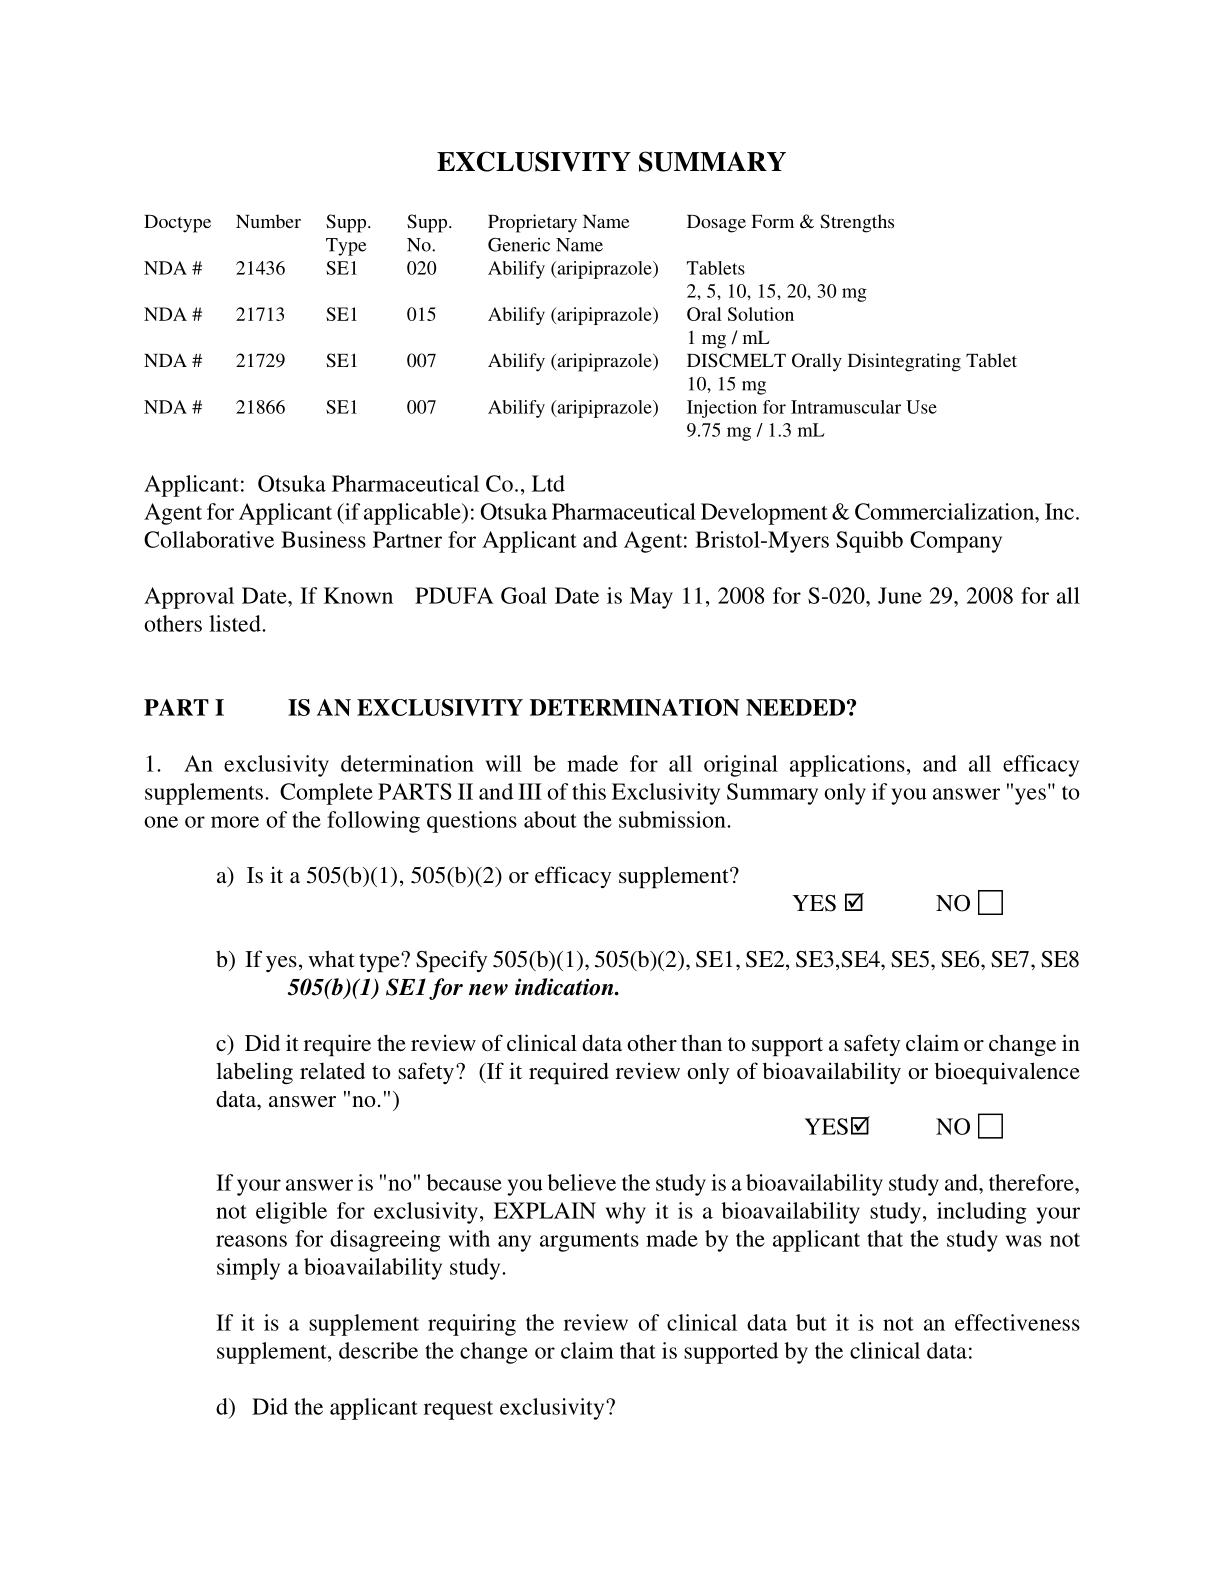 EXCLUSIVITY SUMMARY
Doctype Number Supp. Supp. Proprietary Name Dosage Form & Strengths
Type No. Generic Name
NDA # 21436 SE1 020 Abilify (aripiprazole) Tablets
2, 5, 10, 15, 20, 30 mg
NDA # 21713 SE1 015 Abilify (aripiprazole) Oral Solution
1 mg / mL
NDA # 21729 SE1 007 Abilify (aripiprazole) DISCMELT Orally Disintegrating Tablet
10, 15 mg
NDA # 21866 SE1 007 Abilify (aripiprazole) Injection for Intramuscular Use
9.75 mg / 1.3 mL
Applicant: Otsuka Pharmaceutical Co., Ltd
Agent for Applicant (if applicable): Otsuka Pharmaceutical Development & Commercialization, Inc.
Collaborative Business Partner for Applicant and Agent: Bristol-Myers Squibb Company
Approval Date, If Known PDUFA Goal Date is May 11, 2008 for S-020, June 29, 2008 for all
others listed.
PART I IS AN EXCLUSIVITY DETERMINATION NEEDED?
1. An exclusivity determination will be made for all original applications, and all efficacy
supplements. Complete PARTS II and III of this Exclusivity Summary only if you answer "yes" to
one or more of the following questions about the submission.
a) Is it a 505(b)(1), 505(b)(2) or efficacy supplement?
YES ☑ NO ☐
b) If yes, what type? Specify 505(b)(1), 505(b)(2), SE1, SE2, SE3,SE4, SE5, SE6, SE7, SE8
505(b)(1) SE1 for new indication.
c) Did it require the review of clinical data other than to support a safety claim or change in
labeling related to safety? (If it required review only of bioavailability or bioequivalence
data, answer "no.")
YES☑ NO ☐
If your answer is "no" because you believe the study is a bioavailability study and, therefore,
not eligible for exclusivity, EXPLAIN why it is a bioavailability study, including your
reasons for disagreeing with any arguments made by the applicant that the study was not
simply a bioavailability study.
If it is a supplement requiring the review of clinical data but it is not an effectiveness
supplement, describe the change or claim that is supported by the clinical data:
d) Did the applicant request exclusivity?